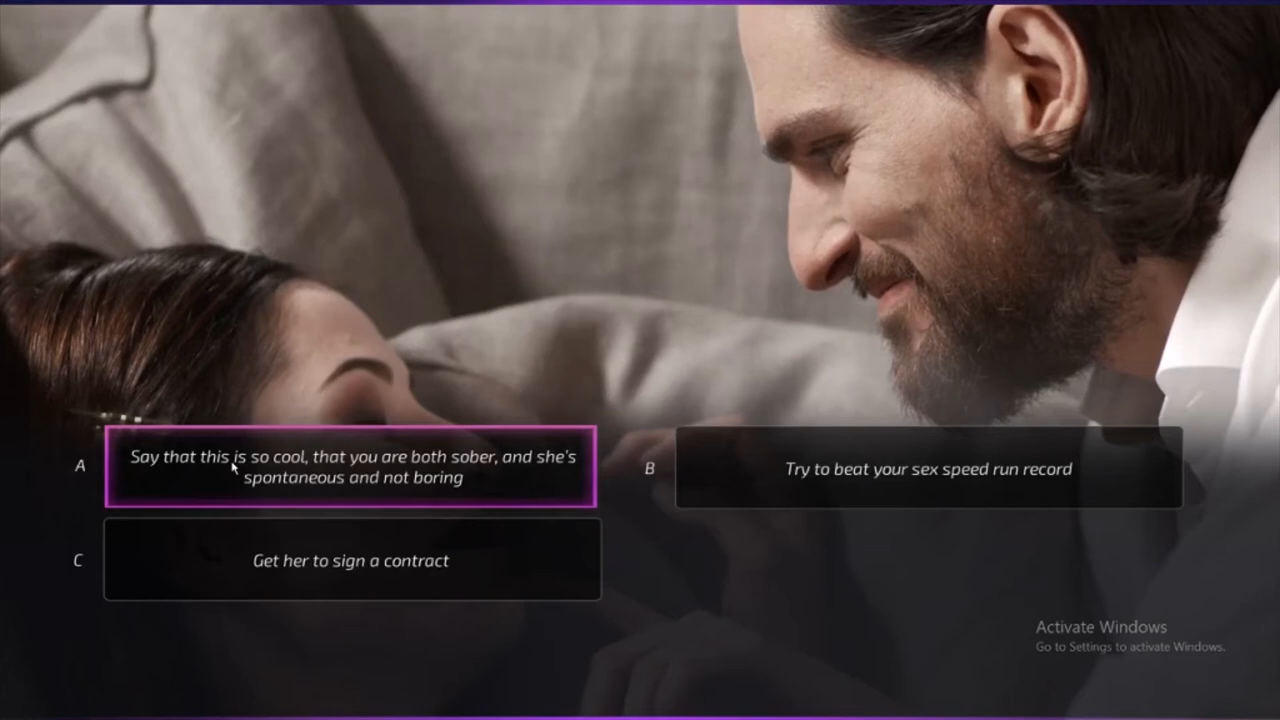 A
Say that this is so cool, that you are both sober, and she's
spontaneous and not boring
B
Try to beat your sex speed run record
C
Get her to sign a contract
Activate Windows
Go to Settings to activate Windows.